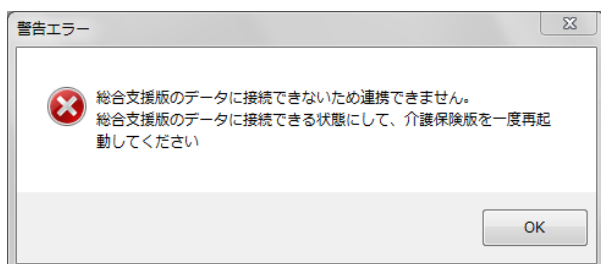 警告エラー
総合支援版のデータに接続できないため連携できません。
総合支援版のデータに接続できる状態にして、介護保険版を一度再起
動してください
OK